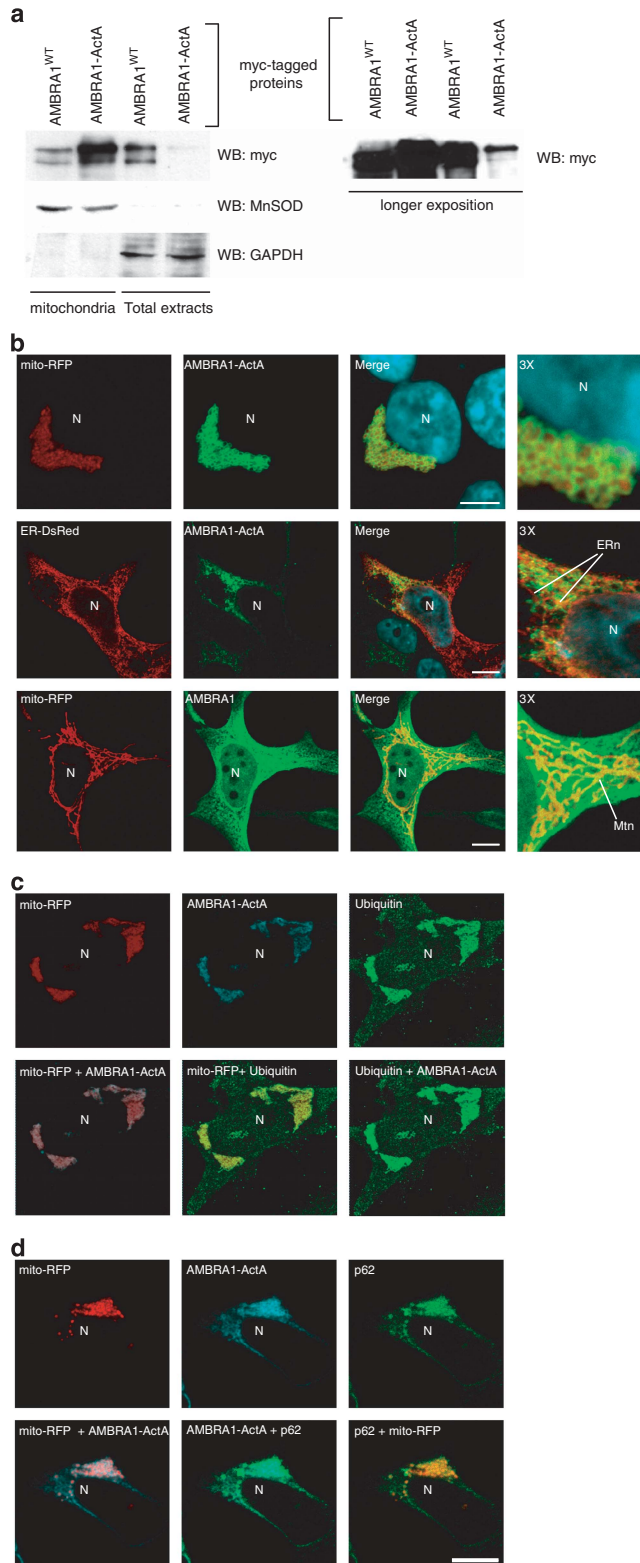 a
AMBRA1WT
AMBRA1-ActA
AMBRA1WT
AMBRA1-ActA
myc-tagged
proteins
AMBRA1WT
AMBRA1-ActA
AMBRA1WT
AMBRA1-ActA
WB: myc
WB: myc
longer exposition
WB: MnSOD
WB: GAPDH
mitochondria
Total extracts
b
mito-RFP
N
AMBRA1-ActA
N
Merge
N
3X
N
ER-DsRed
N
AMBRA1-ActA
N
Merge
N
3X
ERn
N
mito-RFP
N
AMBRA1
N
Merge
N
3X
Mtn
c
mito-RFP
N
AMBRA1-ActA
N
Ubiquitin
N
mito-RFP + AMBRA1-ActA
N
mito-RFP+ Ubiquitin
N
Ubiquitin + AMBRA1-ActA
N
d
mito-RFP
N
AMBRA1-ActA
N
p62
N
mito-RFP + AMBRA1-ActA
N
AMBRA1-ActA + p62
N
p62 + mito-RFP
N